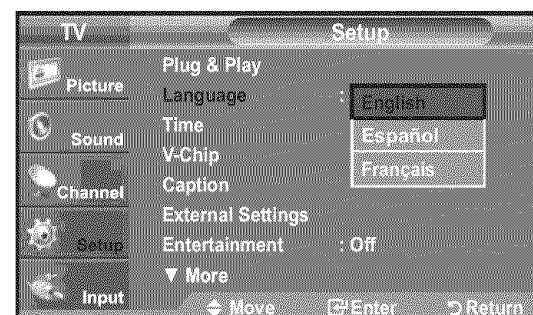 TV
Setup
Picture
Sound
Channel
Setup
Input
Plug & Play
Language :
English
Español
Français
Time
V-Chip
Caption
External Settings
Entertainment : Off
▼ More
Move Enter Return